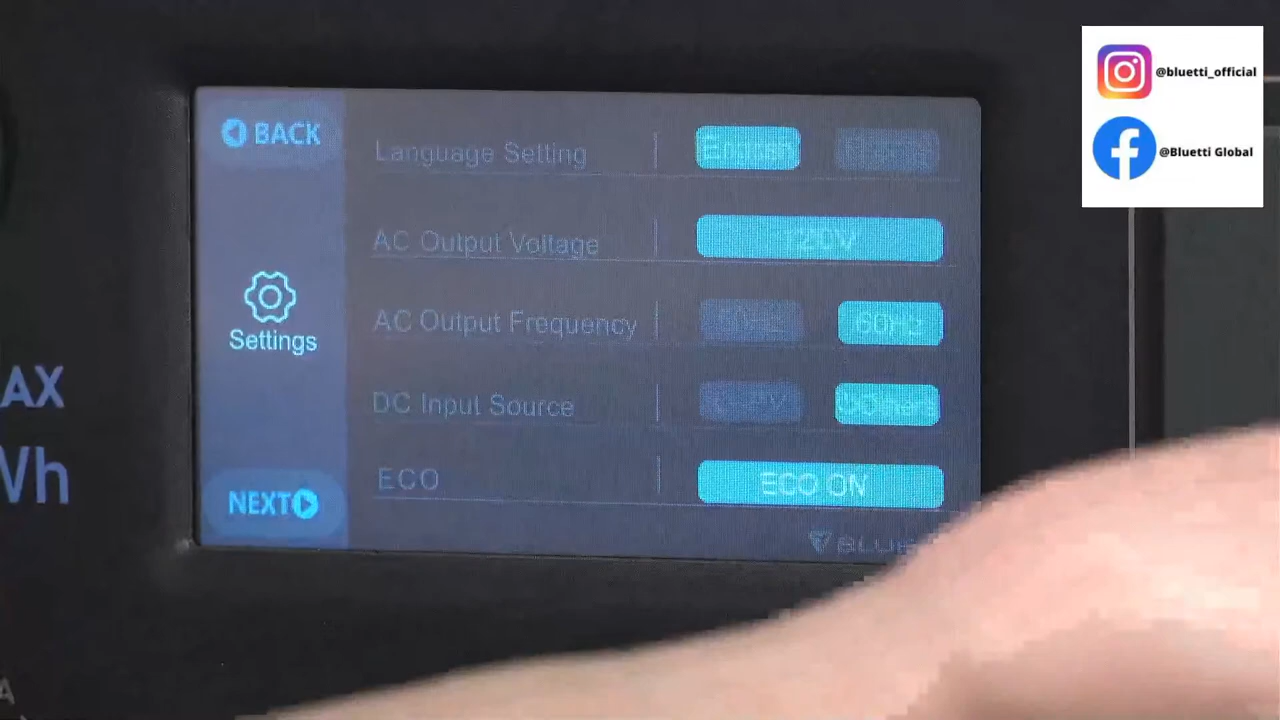 @bluetti_official
@Bluetti Global
BACK
Settings
NEXT
Language Setting
English
AC Output Voltage
120V
AC Output Frequency
60Hz
DC Input Source
Others
ECO
ECO ON
BLUE
AX
Wh
A